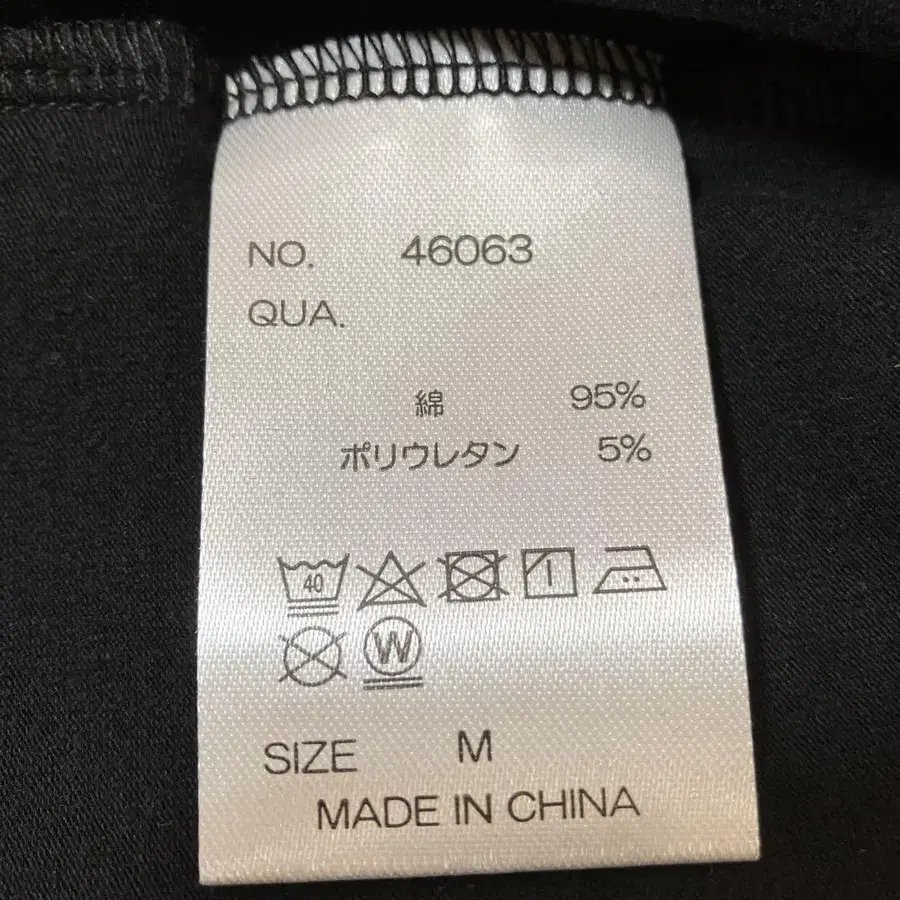 NO. 46063
QUA.
綿 95%
ポリウレタン 5%
40
W
SIZE M
MADE IN CHINA